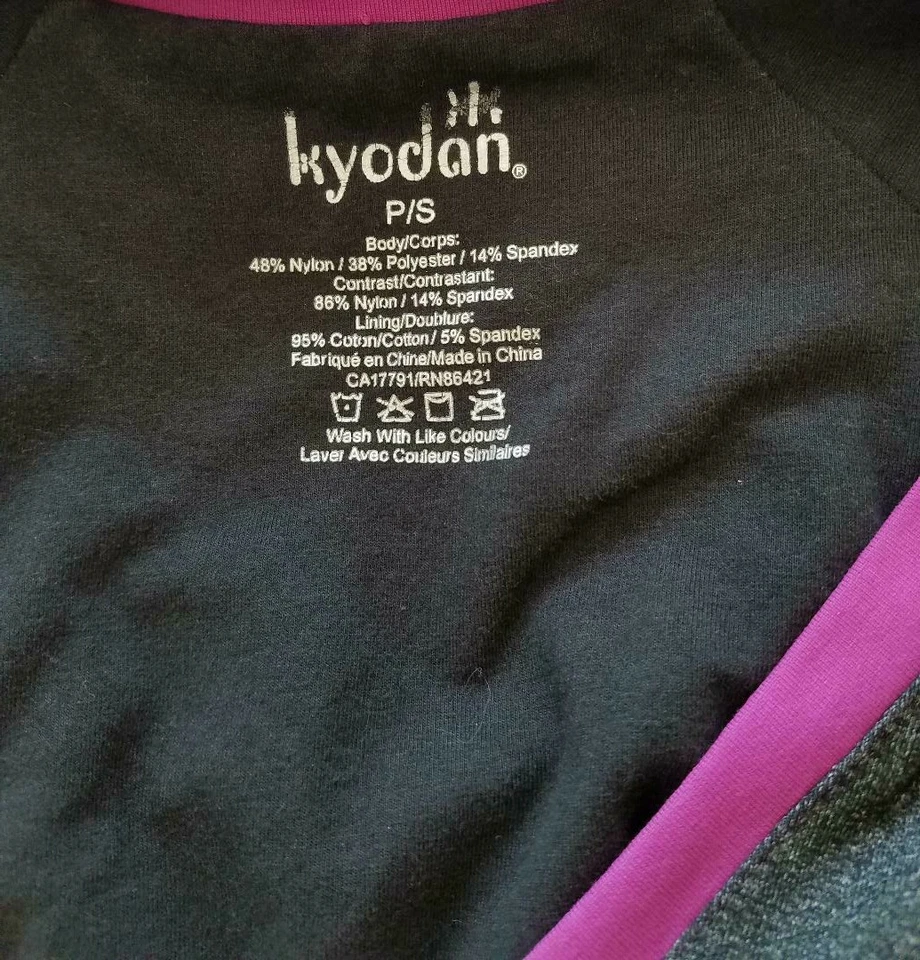 kyodan®
P/S
Body/Corps:
48% Nylon / 38% Polyester / 14% Spandex
Contrast/Contrastant:
86% Nylon / 14% Spandex
Lining/Doublure:
95% Coton/Cotton / 5% Spandex
Fabriqué en Chine/Made in China
CA17791/RN86421
Wash With Like Colours/
Laver Avec Couleurs Similaires